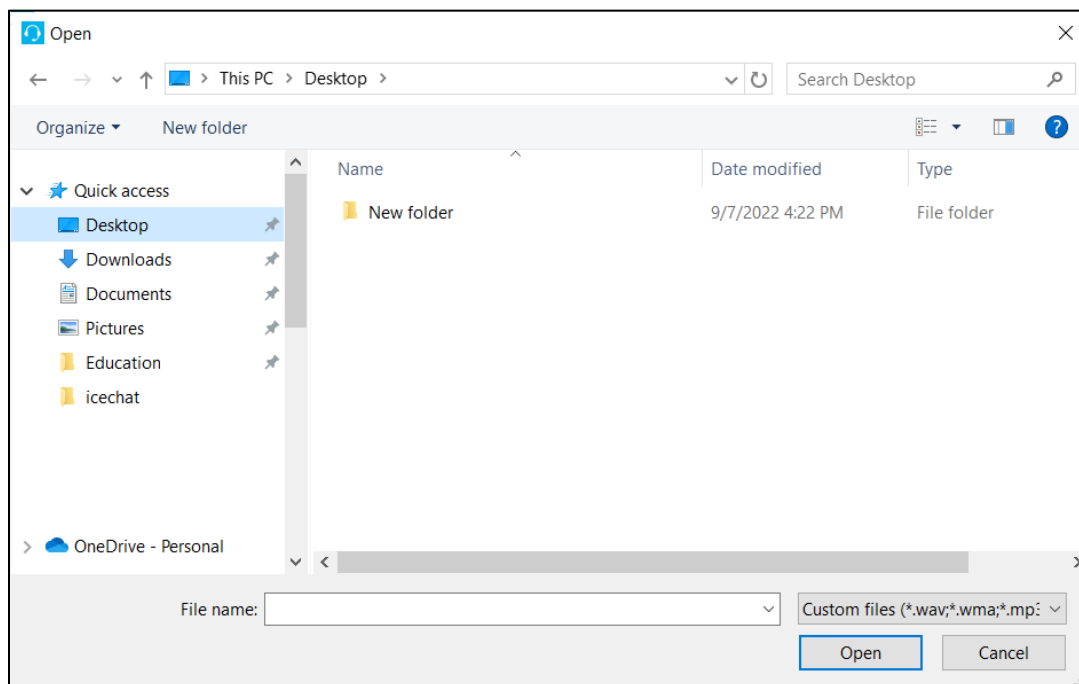 Open
This PC > Desktop >
Search Desktop
Organize
New folder
?
Name
Date modified
Type
Quick access
New folder
9/7/2022 4:22 PM
File folder
Desktop
Downloads
Documents
Pictures
Education
icechat
OneDrive - Personal
File name:
Custom files (*.wav;*.wma;*.mp3
Open
Cancel